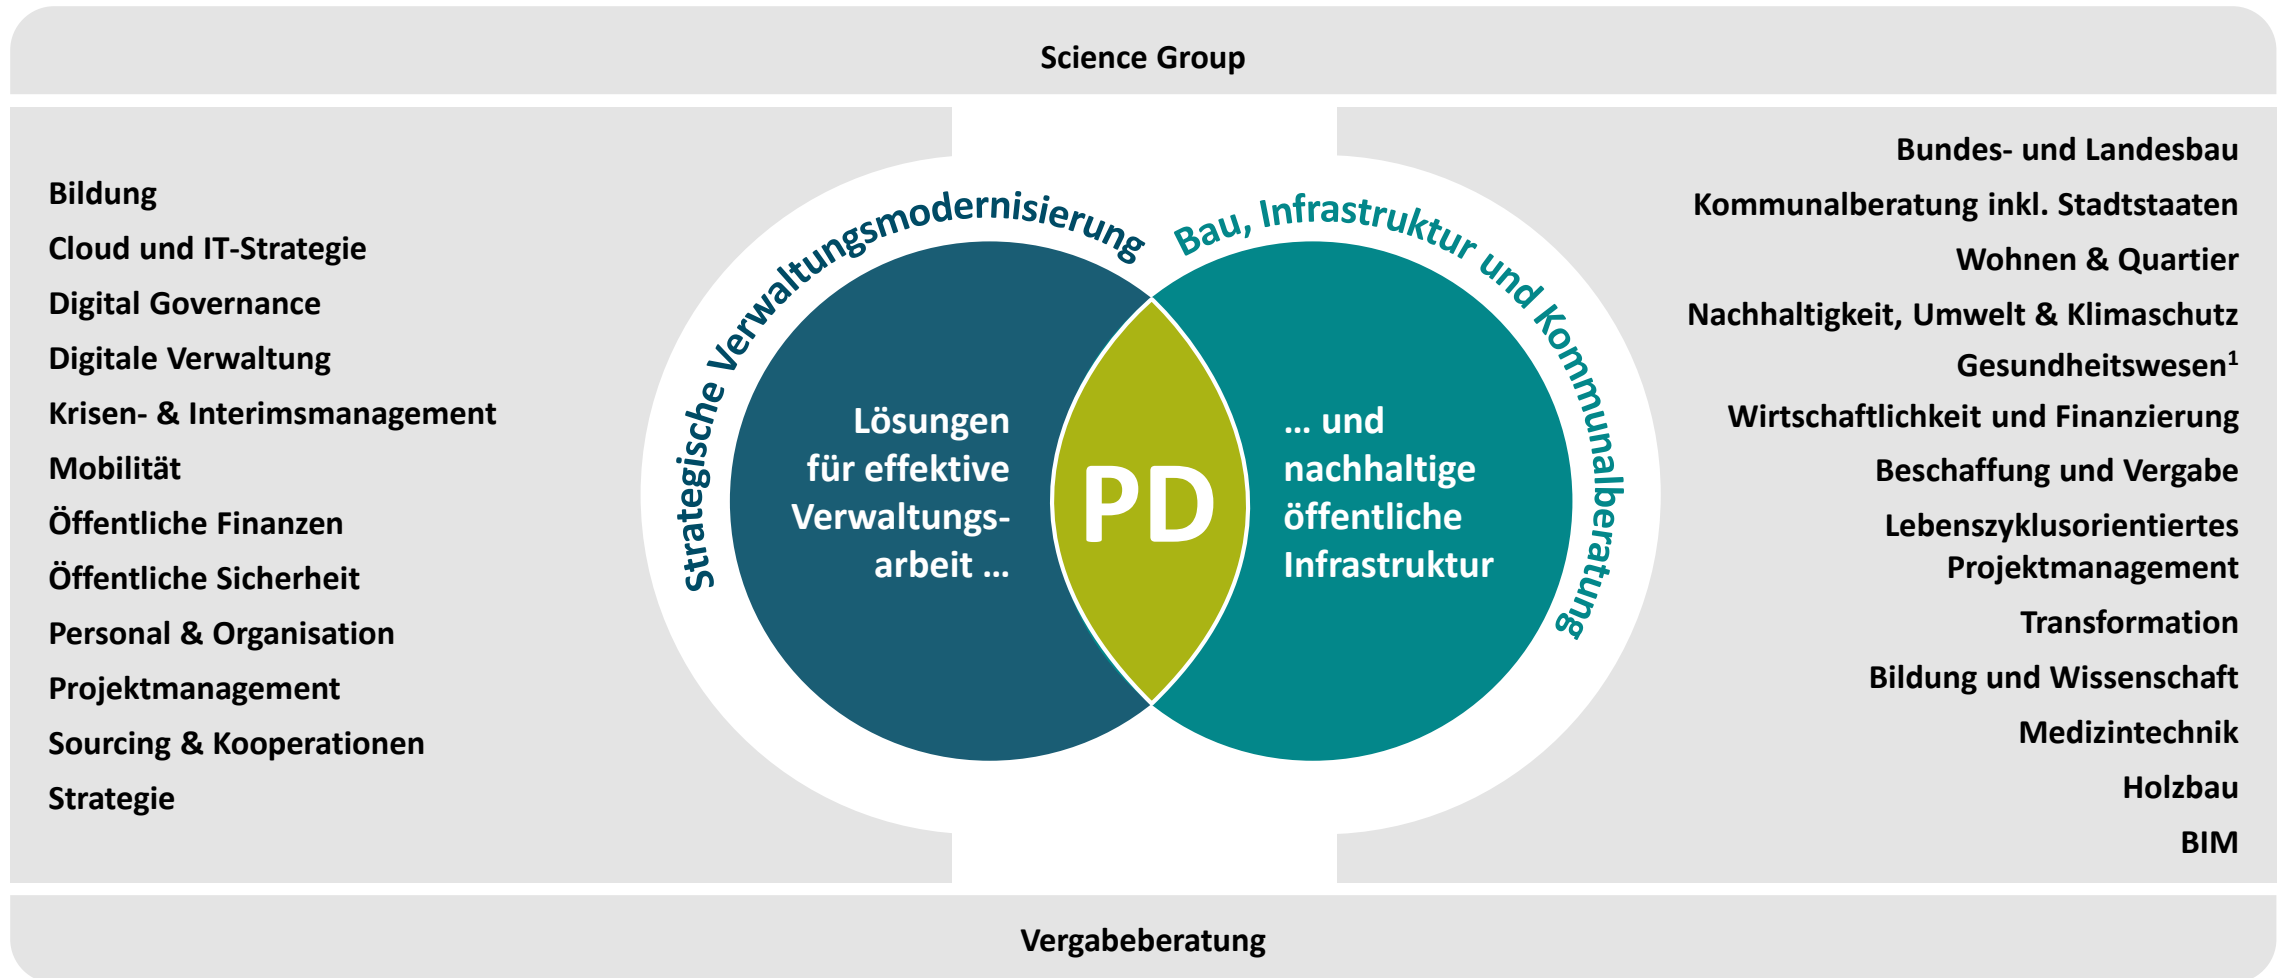 Science Group
Bildung
Cloud und IT-Strategie
Digital Governance
Digitale Verwaltung
Krisen- & Interimsmanagement
Mobilität
Öffentliche Finanzen
Öffentliche Sicherheit
Personal & Organisation
Projektmanagement
Sourcing & Kooperationen
Strategie
Strategische Verwaltungsmodernisierung
Lösungen
für effektive
Verwaltungs-
arbeit ...
PD
Bau, Infrastruktur und Kommunalberatung
... und
nachhaltige
öffentliche
Infrastruktur
Bundes- und Landesbau
Kommunalberatung inkl. Stadtstaaten
Wohnen & Quartier
Nachhaltigkeit, Umwelt & Klimaschutz
Gesundheitswesen¹
Wirtschaftlichkeit und Finanzierung
Beschaffung und Vergabe
Lebenszyklusorientiertes
Projektmanagement
Transformation
Bildung und Wissenschaft
Medizintechnik
Holzbau
BIM
Vergabeberatung